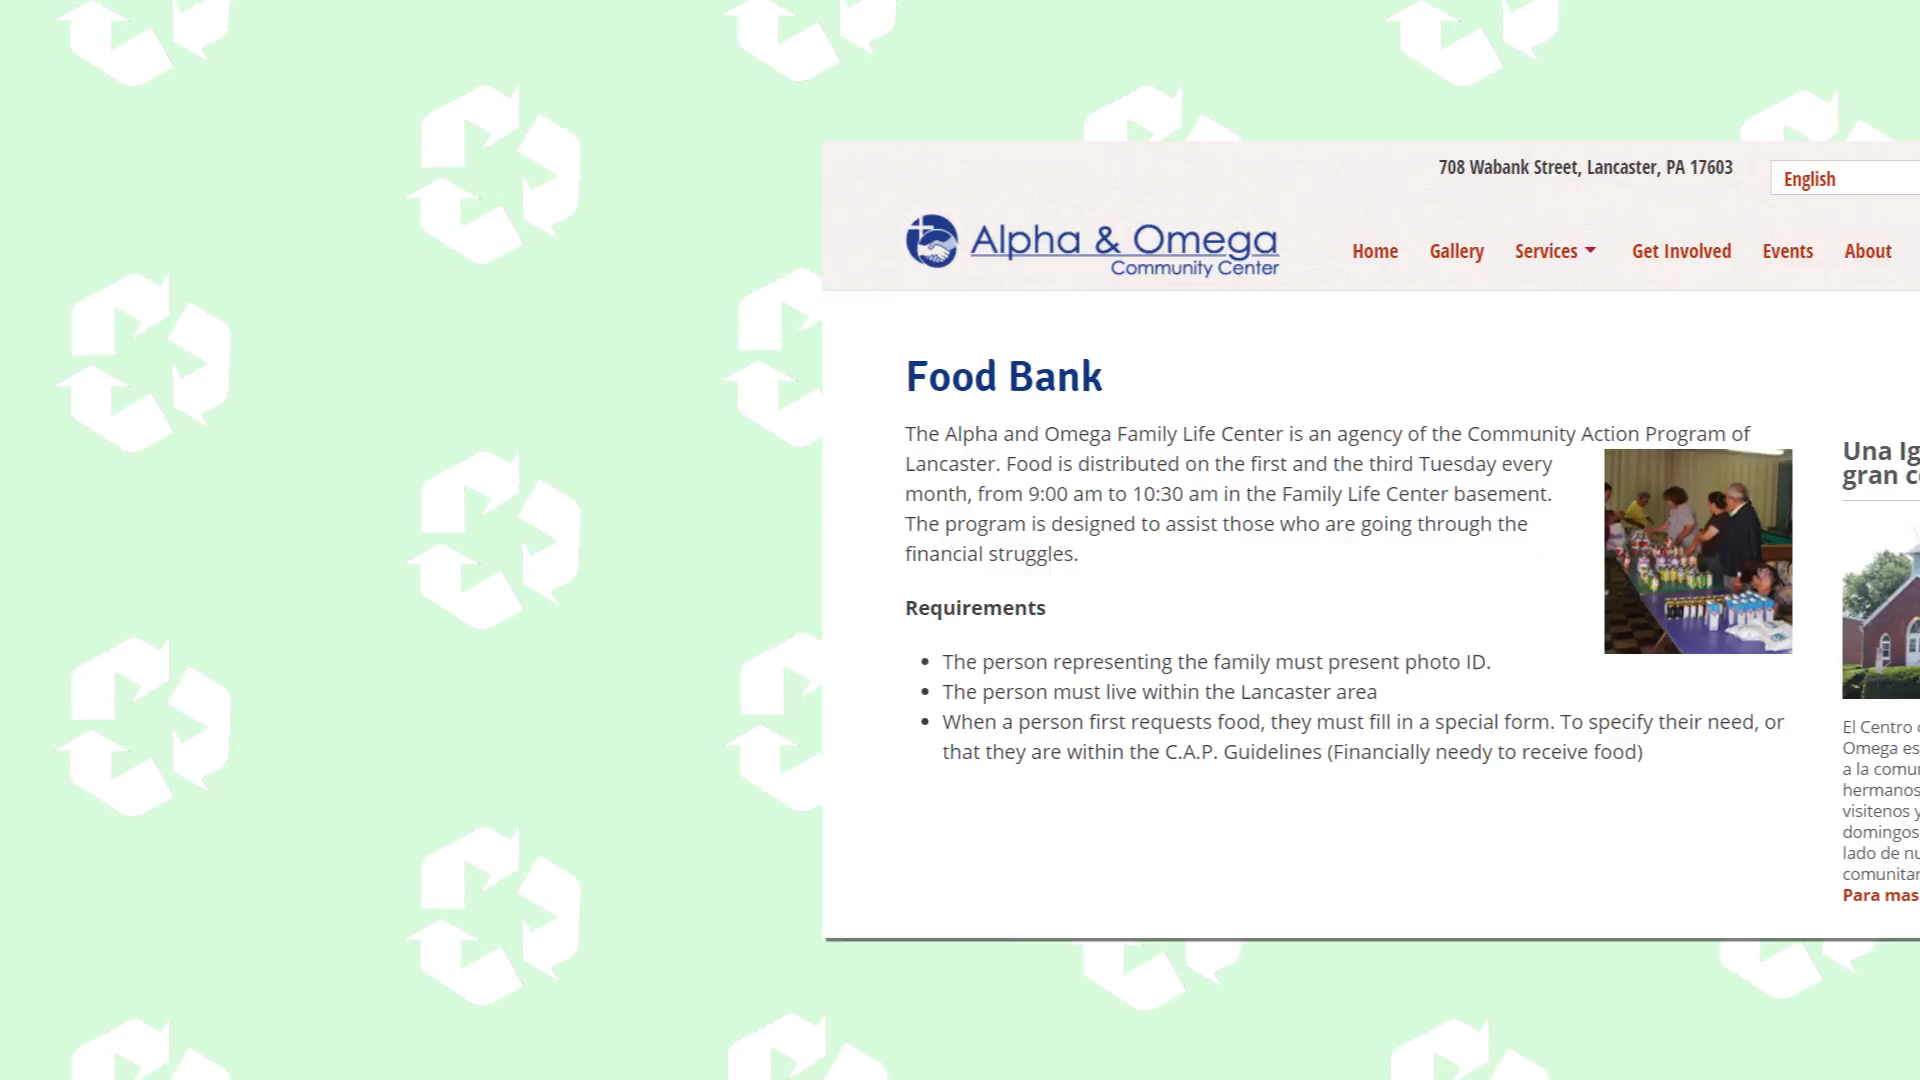 708 Wabank Street, Lancaster, PA 17603
English
Alpha & Omega
Community Center
Home Gallery Services Get Involved Events About
Food Bank
The Alpha and Omega Family Life Center is an agency of the Community Action Program of
Lancaster. Food is distributed on the first and the third Tuesday every
month, from 9:00 am to 10:30 am in the Family Life Center basement.
The program is designed to assist those who are going through the
financial struggles.
Requirements
• The person representing the family must present photo ID.
• The person must live within the Lancaster area
• When a person first requests food, they must fill in a special form. To specify their need, or
that they are within the C.A.P. Guidelines (Financially needy to receive food)
Una
gran
El Centro
Omega es
a la
hermanos
visitenos y
domingos
lado de
Para mas